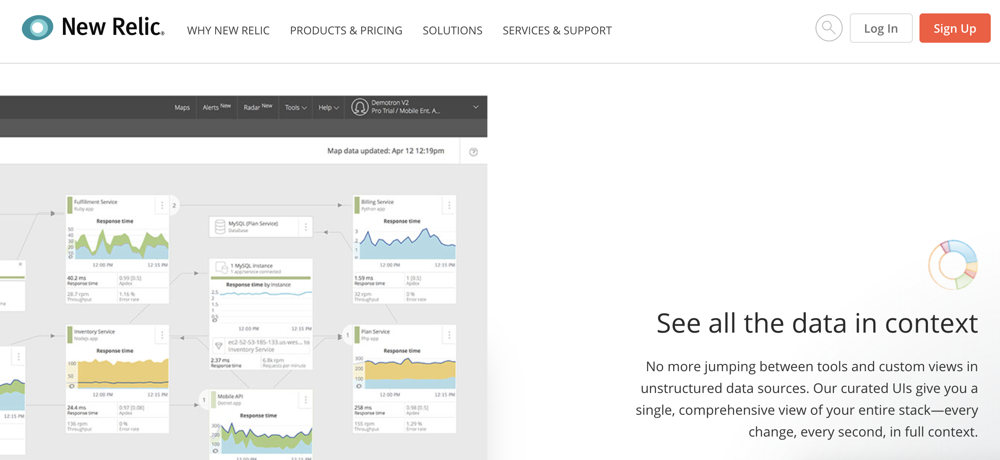 New Relic®
WHY NEW RELIC
PRODUCTS & PRICING
SOLUTIONS
SERVICES & SUPPORT
Log In
Sign Up
Maps
Alerts New
Radar New
Tools
Help
Demotron V2
Pro Trial / Mobile Ent. A...
Map data updated: Apr 12 12:19pm
?
Fulfillment Service
Ruby app
2
Response time
50
40
30
20
10
0
12:00 PM
12:15 PM
40.2 ms
Response time
0.99 [0.5]
Apdex
28.7 rpm
Throughput
1.16 %
Error rate
MySQL (Plan Service)
Database
Billing Service
Python app
Response time
3
2
1
0
12:00 PM
12:15 PM
1.59 ms
Response time
1 [0.5]
Apdex
32 rpm
Throughput
0 %
Error rate
1 MySQL instance
1 app/service connected
Response time by instance
2.5
2
1.5
1
0.5
0
12:00 PM
12:15 PM
ec2-52-53-185-133.us-wes... to
Inventory Service
2.37 ms
Response time
6.8k rpm
Requests per minute
Inventory Service
Nodejs app
Response time
100
50
0
12:00 PM
12:15 PM
24.4 ms
Response time
0.97 [0.08]
Apdex
136 rpm
Throughput
0 %
Error rate
1
Plan Service
Php app
Response time
300
200
100
0
12:00 PM
12:15 PM
258 ms
Response time
0.98 [0.5]
Apdex
155 rpm
Throughput
1.29 %
Error rate
12:15 PM
1
Mobile API
Dotnet app
Response time
300
200
100
0
12:00 PM
12:15 PM
See all the data in context
No more jumping between tools and custom views in
unstructured data sources. Our curated UIs give you a
single, comprehensive view of your entire stack—every
change, every second, in full context.